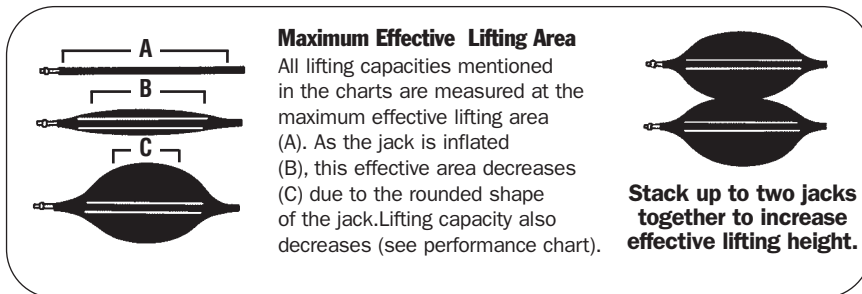 A
B
C
Maximum Effective Lifting Area
All lifting capacities mentioned
in the charts are measured at the
maximum effective lifting area
(A). As the jack is inflated
(B), this effective area decreases
(C) due to the rounded shape
of the jack.Lifting capacity also
decreases (see performance chart).
Stack up to two jacks
together to increase
effective lifting height.